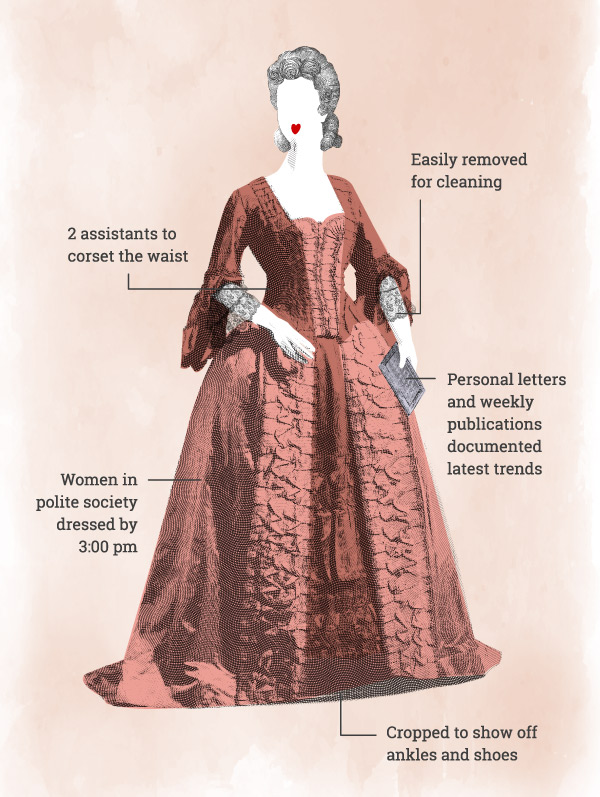 Easily removed
for cleaning
2 assistants to
corset the waist
Personal letters
and weekly
publications
documented
latest trends
Women in
polite society
dressed by
3:00 pm
Cropped to show off
ankles and shoes